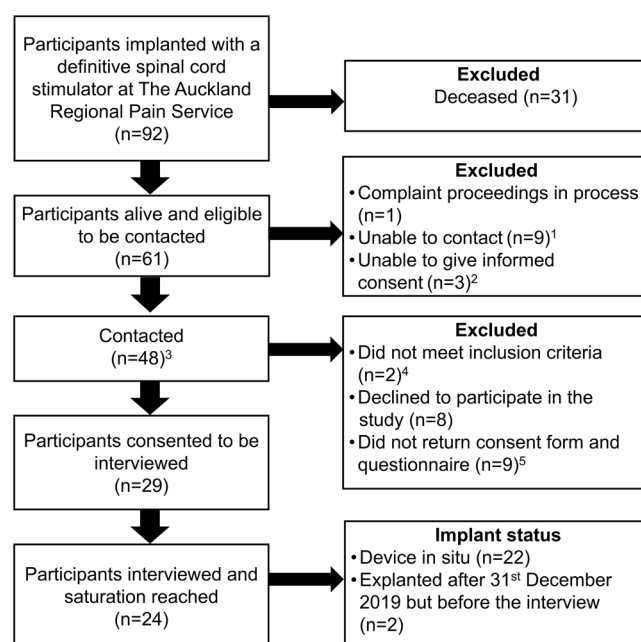 Participants implanted with a
definitive spinal cord
stimulator at The Auckland
Regional Pain Service
(n=92)
Excluded
Deceased (n=31)
Participants alive and eligible
to be contacted
(n=61)
Excluded
•Complaint proceedings in process
(n=1)
•Unable to contact (n=9)¹
•Unable to give informed
consent (n=3)²
Contacted
(n=48)³
Excluded
•Did not meet inclusion criteria
(n=2)⁴
•Declined to participate in the
study (n=8)
•Did not return consent form and
questionnaire (n=9)⁵
Participants consented to be
interviewed
(n=29)
Participants interviewed and
saturation reached
(n=24)
Implant status
•Device in situ (n=22)
•Explanted after 31ˢᵗ December
2019 but before the interview
(n=2)